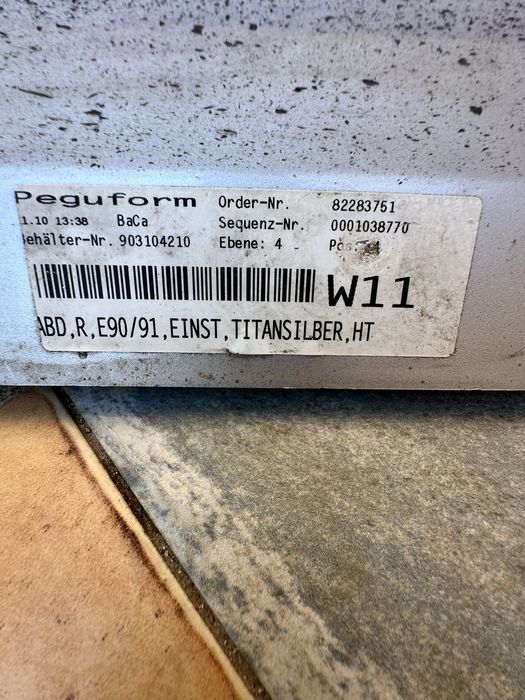 Peguform Order-Nr. 82283751
1.10 13:38 BaCa Sequenz-Nr. 0001038770
ehälter-Nr. 903104210 Ebene: 4 Pos:
W11
ABD,R,E90/91,EINST,TITANSILBER,HT